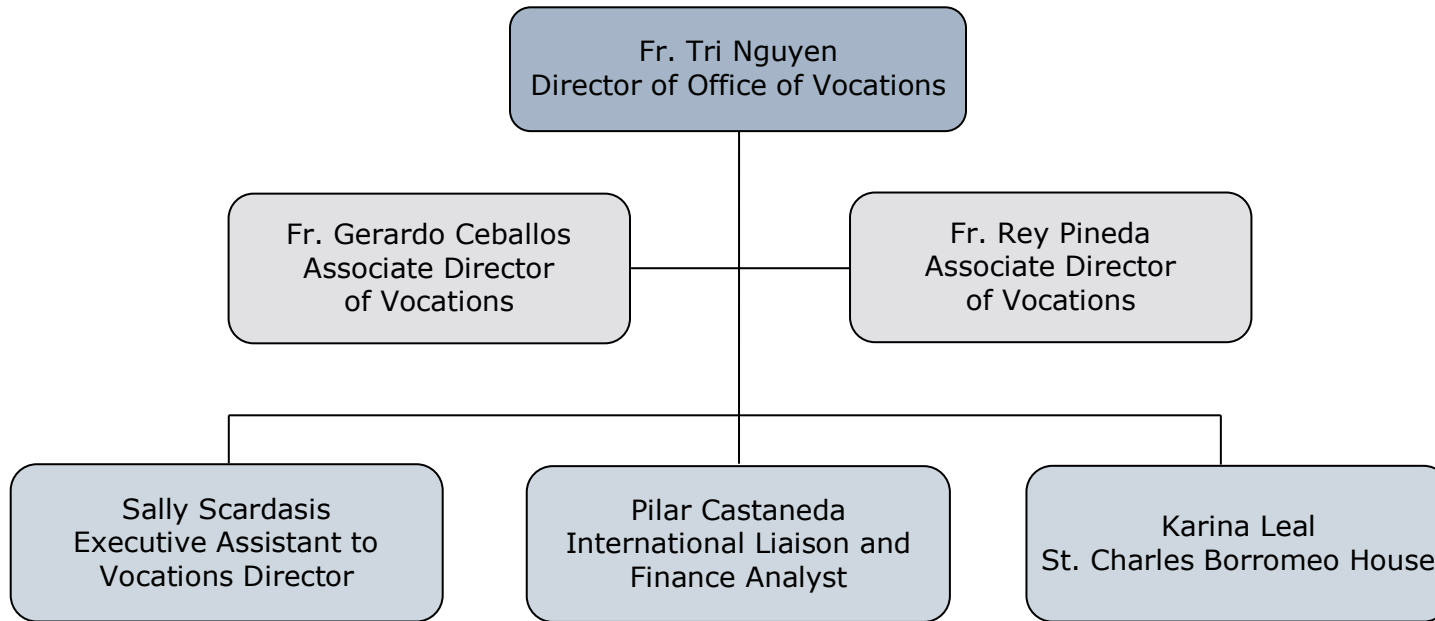 Fr. Tri Nguyen
Director of Office of Vocations
Fr. Gerardo Ceballos
Associate Director
of Vocations
Fr. Rey Pineda
Associate Director
of Vocations
Sally Scardasis
Executive Assistant to
Vocations Director
Pilar Castaneda
International Liaison and
Finance Analyst
Karina Leal
St. Charles Borromeo House